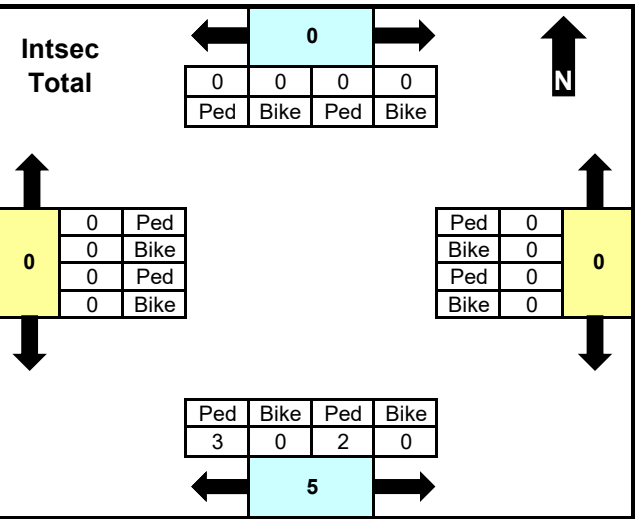 0
Intsec
Total
N
0 0 0 0
Ped Bike Ped Bike
0 Ped
0 Bike
0 Ped
0 Bike
0
Ped 0
Bike 0
Ped 0
Bike 0
0
Ped Bike Ped Bike
3 0 2 0
5